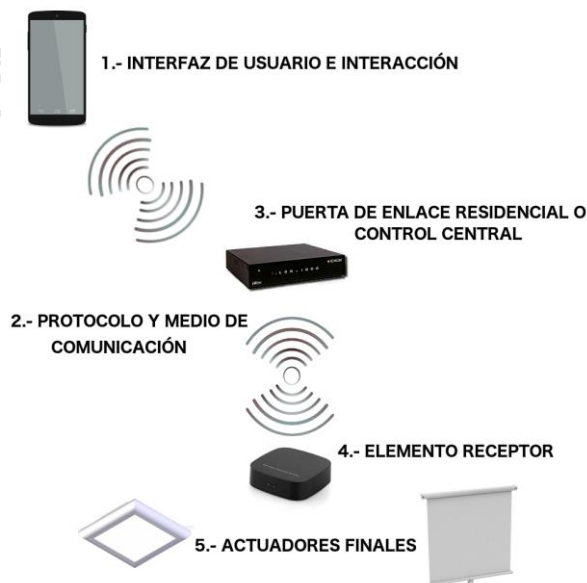 1.- INTERFAZ DE USUARIO E INTERACCIÓN
3.- PUERTA DE ENLACE RESIDENCIAL O
CONTROL CENTRAL
2.- PROTOCOLO Y MEDIO DE
COMUNICACIÓN
4.- ELEMENTO RECEPTOR
5.- ACTUADORES FINALES